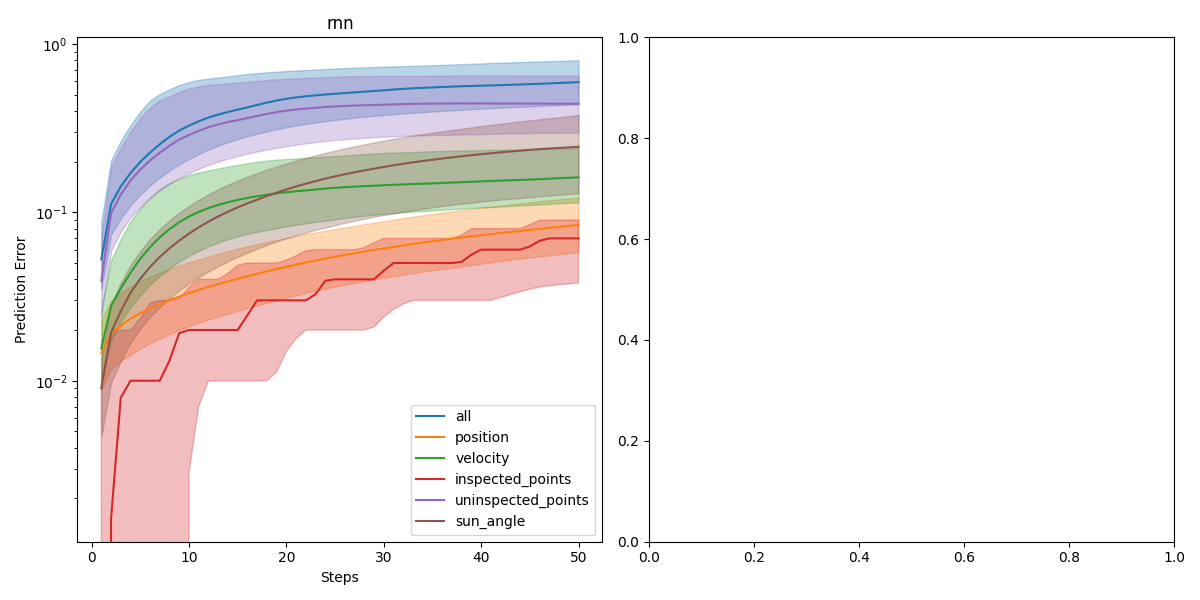 rnn
Prediction Error
10^0
10^-1
10^-2
0 10 20 30 40 50
Steps
all
position
velocity
inspected_points
uninspected_points
sun_angle
1.0
0.8
0.6
0.4
0.2
0.0
0.0 0.2 0.4 0.6 0.8 1.0